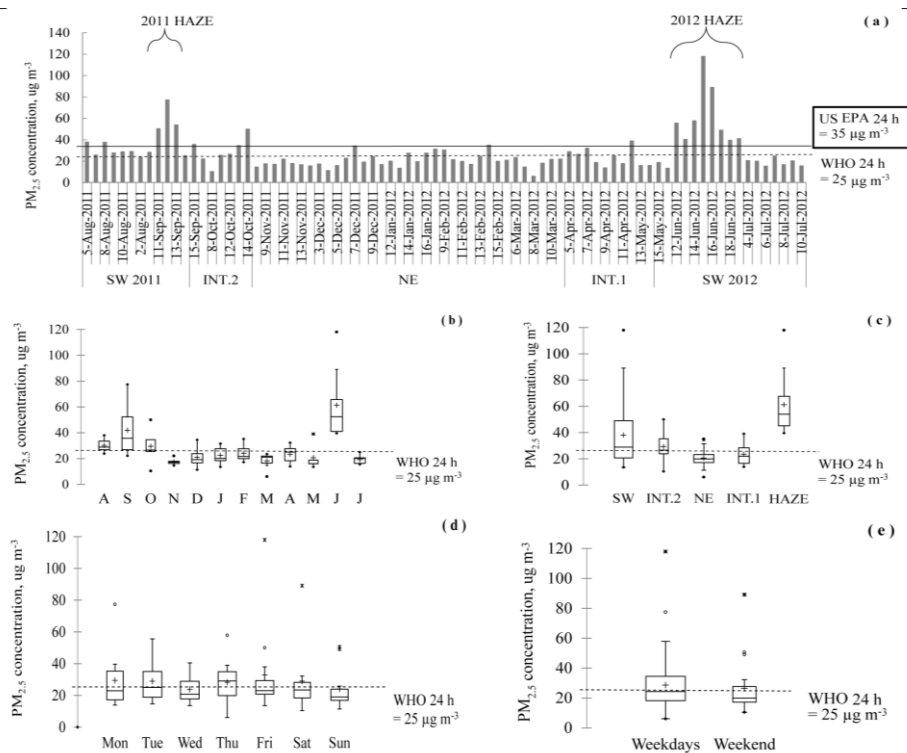 2011 HAZE
2012 HAZE
( a )
PM2.5 concentration, ug m-3
140
120
100
80
60
40
20
0
US EPA 24 h
= 35 µg m-3
WHO 24 h
= 25 µg m-3
5-Aug-2011
8-Aug-2011
10-Aug-2011
2-Aug-2011
11-Sep-2011
13-Sep-2011
15-Sep-2011
8-Oct-2011
12-Oct-2011
14-Oct-2011
9-Nov-2011
11-Nov-2011
13-Nov-2011
3-Dec-2011
5-Dec-2011
7-Dec-2011
9-Dec-2011
12-Jan-2012
14-Jan-2012
16-Jan-2012
9-Feb-2012
11-Feb-2012
13-Feb-2012
15-Feb-2012
6-Mar-2012
8-Mar-2012
10-Mar-2012
5-Apr-2012
7-Apr-2012
9-Apr-2012
11-Apr-2012
13-May-2012
15-May-2012
12-Jun-2012
14-Jun-2012
16-Jun-2012
18-Jun-2012
4-Jul-2012
6-Jul-2012
8-Jul-2012
10-Jul-2012
SW 2011 INT.2 NE INT.1 SW 2012
( b )
PM2.5 concentration, ug m-3
120
100
80
60
40
20
0
WHO 24 h
= 25 µg m-3
A S O N D J F M A M J J
( c )
PM2.5 concentration, ug m-3
120
100
80
60
40
20
0
WHO 24 h
= 25 µg m-3
SW INT.2 NE INT.1 HAZE
( d )
PM2.5 concentration, ug m-3
120
100
80
60
40
20
0
WHO 24 h
= 25 µg m-3
Mon Tue Wed Thu Fri Sat Sun
( e )
PM2.5 concentration, ug m-3
120
100
80
60
40
20
0
WHO 24 h
= 25 µg m-3
Weekdays Weekend